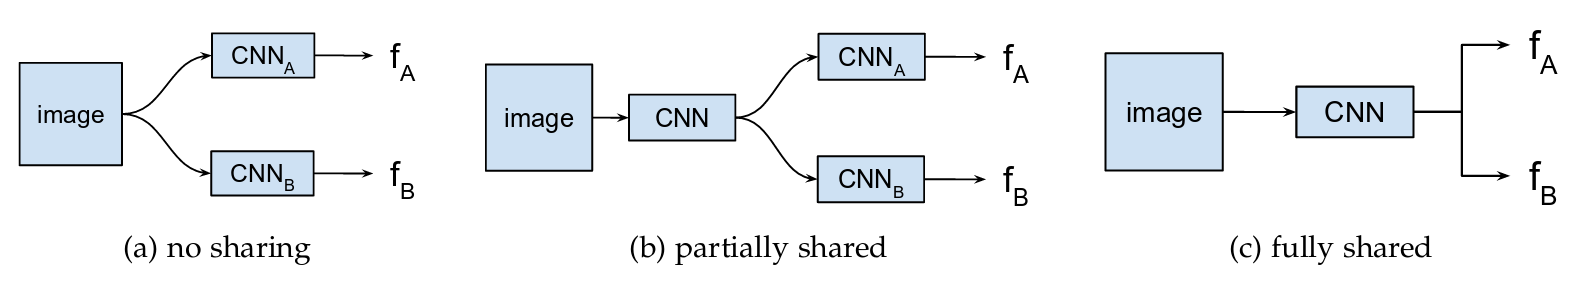 image
CNN_A
f_A
CNN_B
f_B
(a) no sharing
image
CNN
CNN_A
f_A
CNN_B
f_B
(b) partially shared
image
CNN
f_A
f_B
(c) fully shared